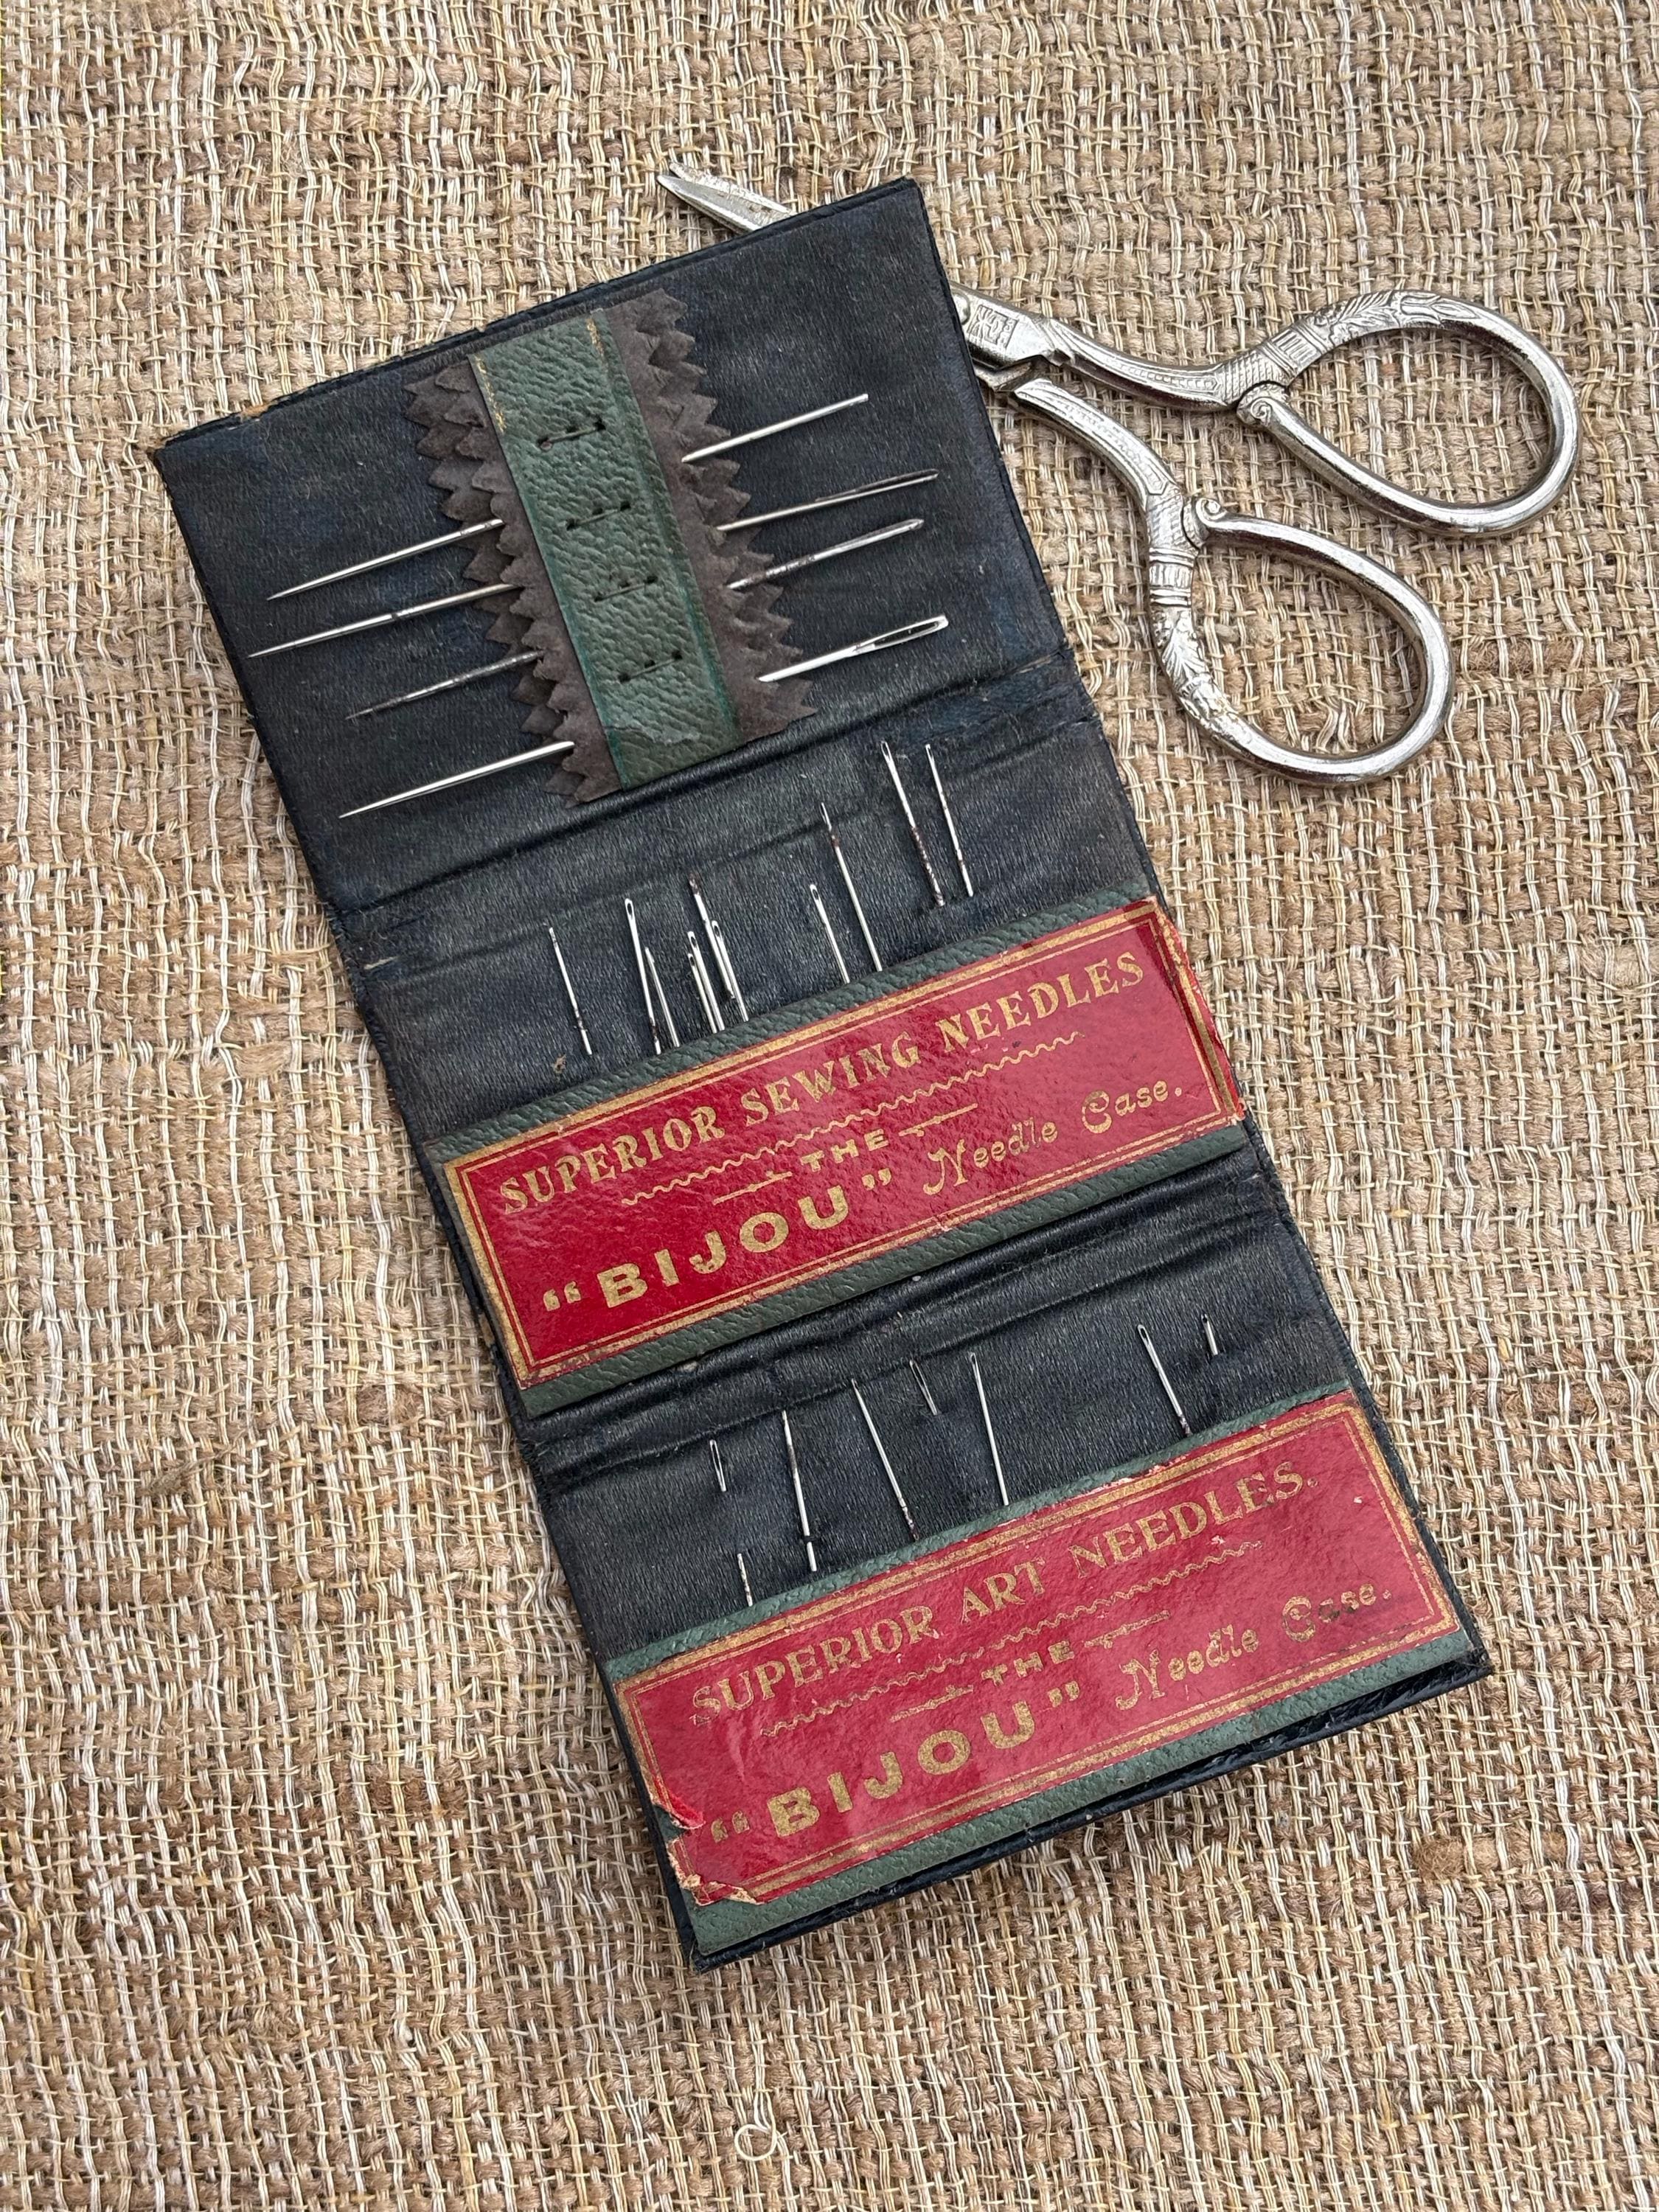 SUPERIOR SEWING NEEDLES
THE
"BIJOU" Needle Case.
SUPERIOR ART NEEDLES.
THE
"BIJOU" Needle Case.